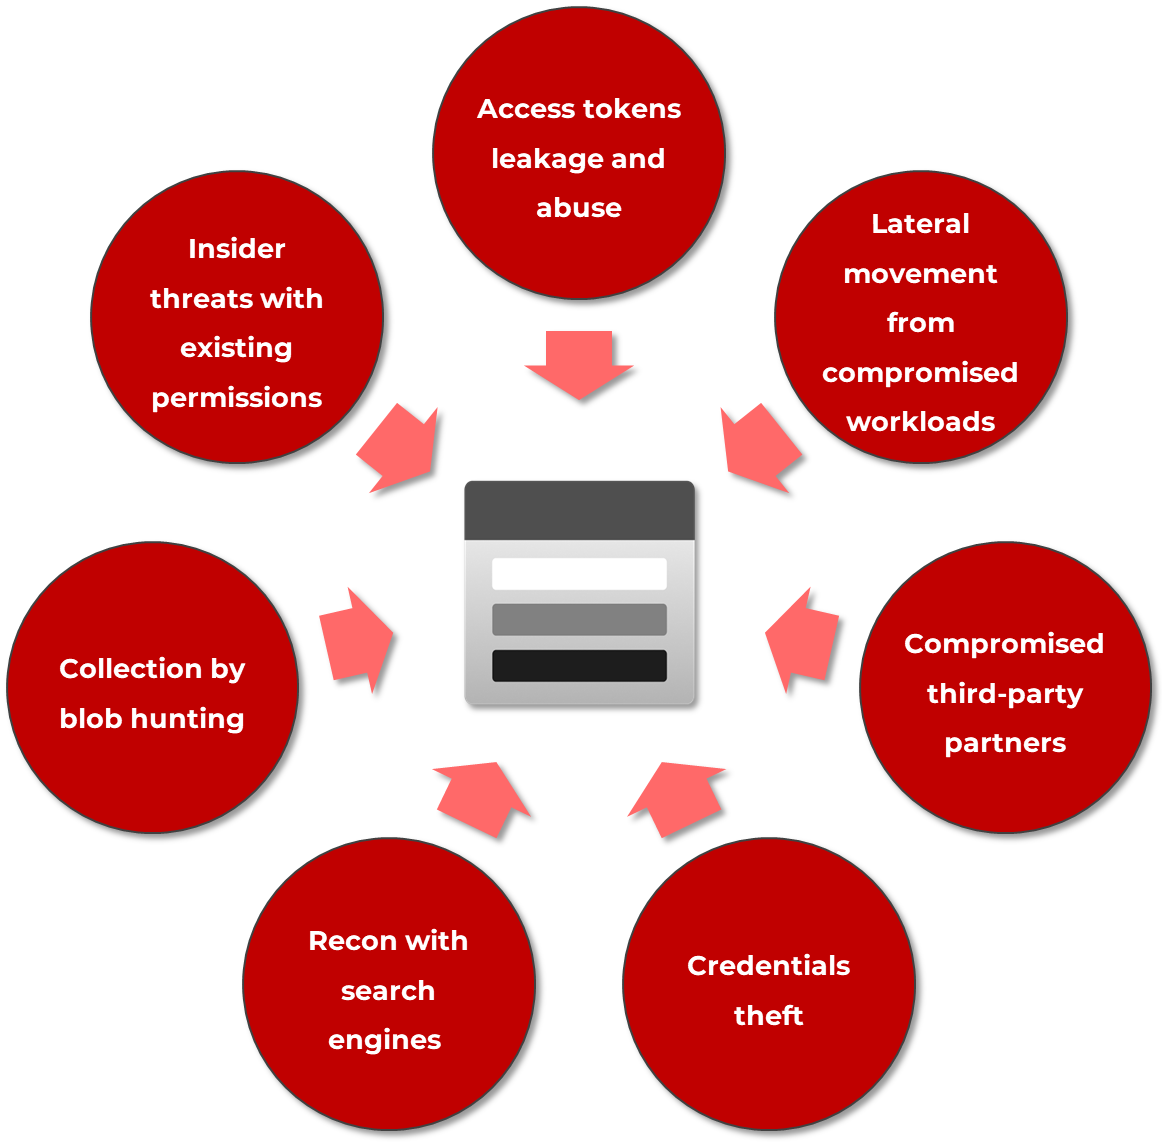 Access tokens
leakage and
abuse
Lateral
movement
from
compromised
workloads
Compromised
third-party
partners
Credentials
theft
Recon with
search
engines
Collection by
blob hunting
Insider
threats with
existing
permissions